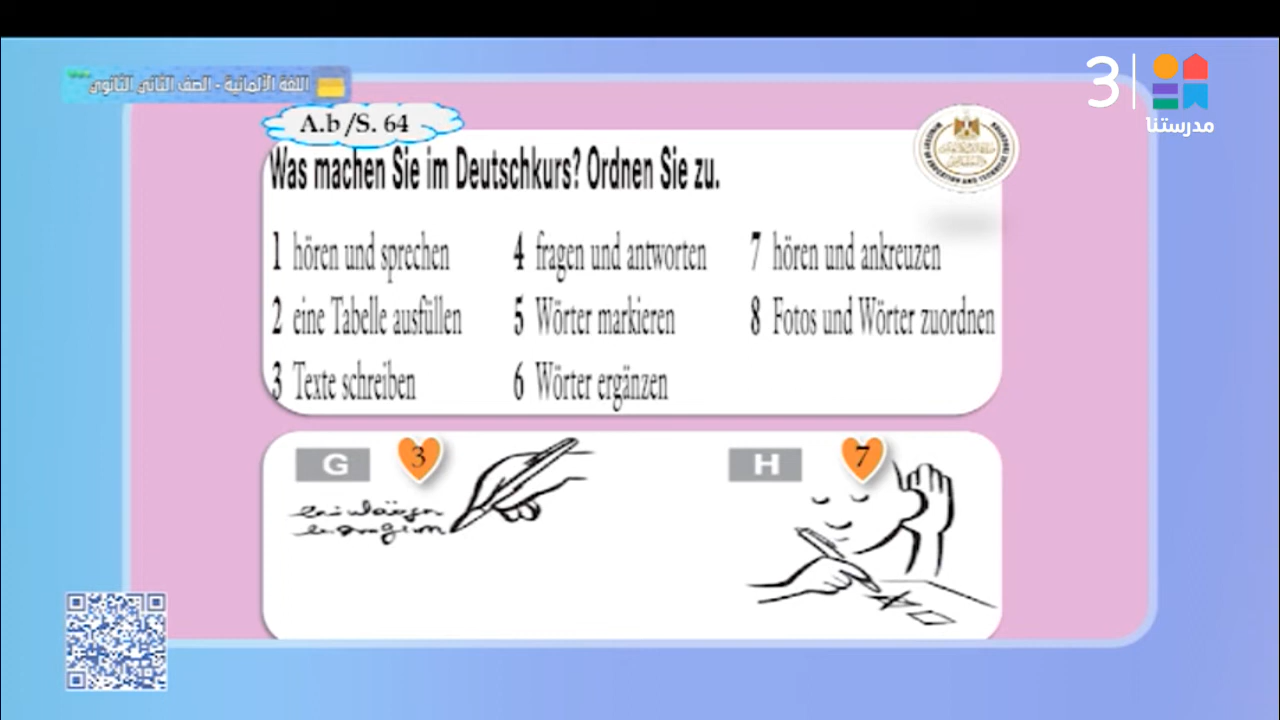 3
مدرستنا
اللغة الألمانية - الصف الثاني الثانوي
A.b /S. 64
Was machen Sie im Deutschkurs? Ordnen Sie zu.
1 hören und sprechen
2 eine Tabelle ausfüllen
3 Texte schreiben
4 fragen und antworten
5 Wörter markieren
6 Wörter ergänzen
7 hören und ankreuzen
8 Fotos und Wörter zuordnen
G 3
H 7